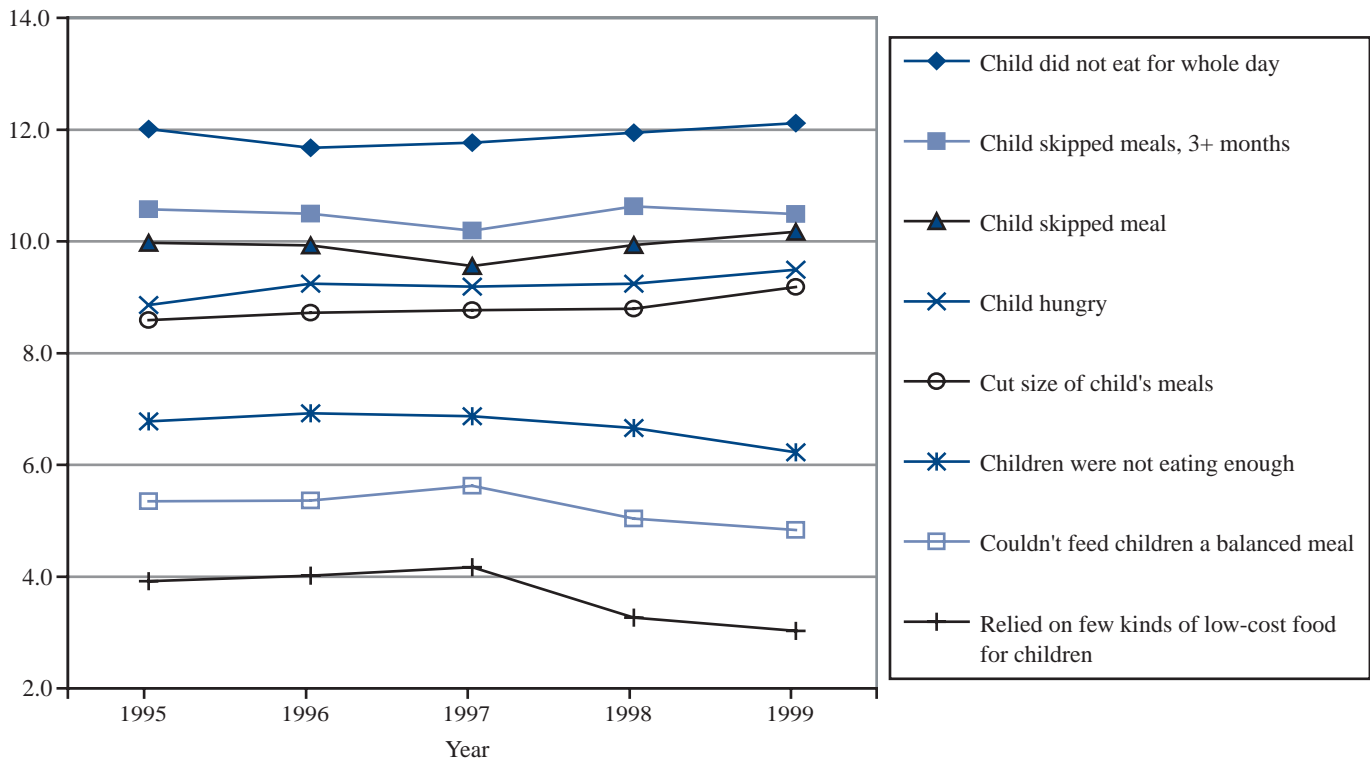 14.0
12.0
10.0
8.0
6.0
4.0
2.0
1995 1996 1997 1998 1999
Year
Child did not eat for whole day
Child skipped meals, 3+ months
Child skipped meal
Child hungry
Cut size of child's meals
Children were not eating enough
Couldn't feed children a balanced meal
Relied on few kinds of low-cost food
for children